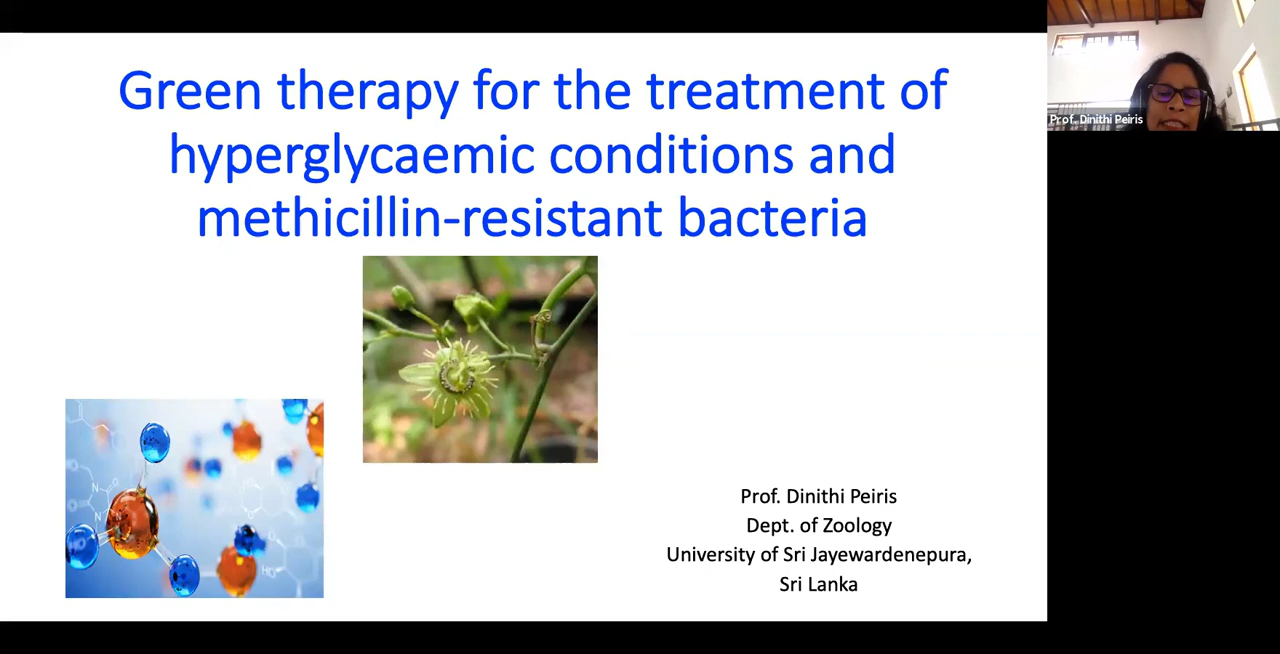 Green therapy for the treatment of
hyperglycaemic conditions and
methicillin-resistant bacteria
Prof. Dinithi Peiris
Prof. Dinithi Peiris
Dept. of Zoology
University of Sri Jayewardenepura,
Sri Lanka
N
N
HO